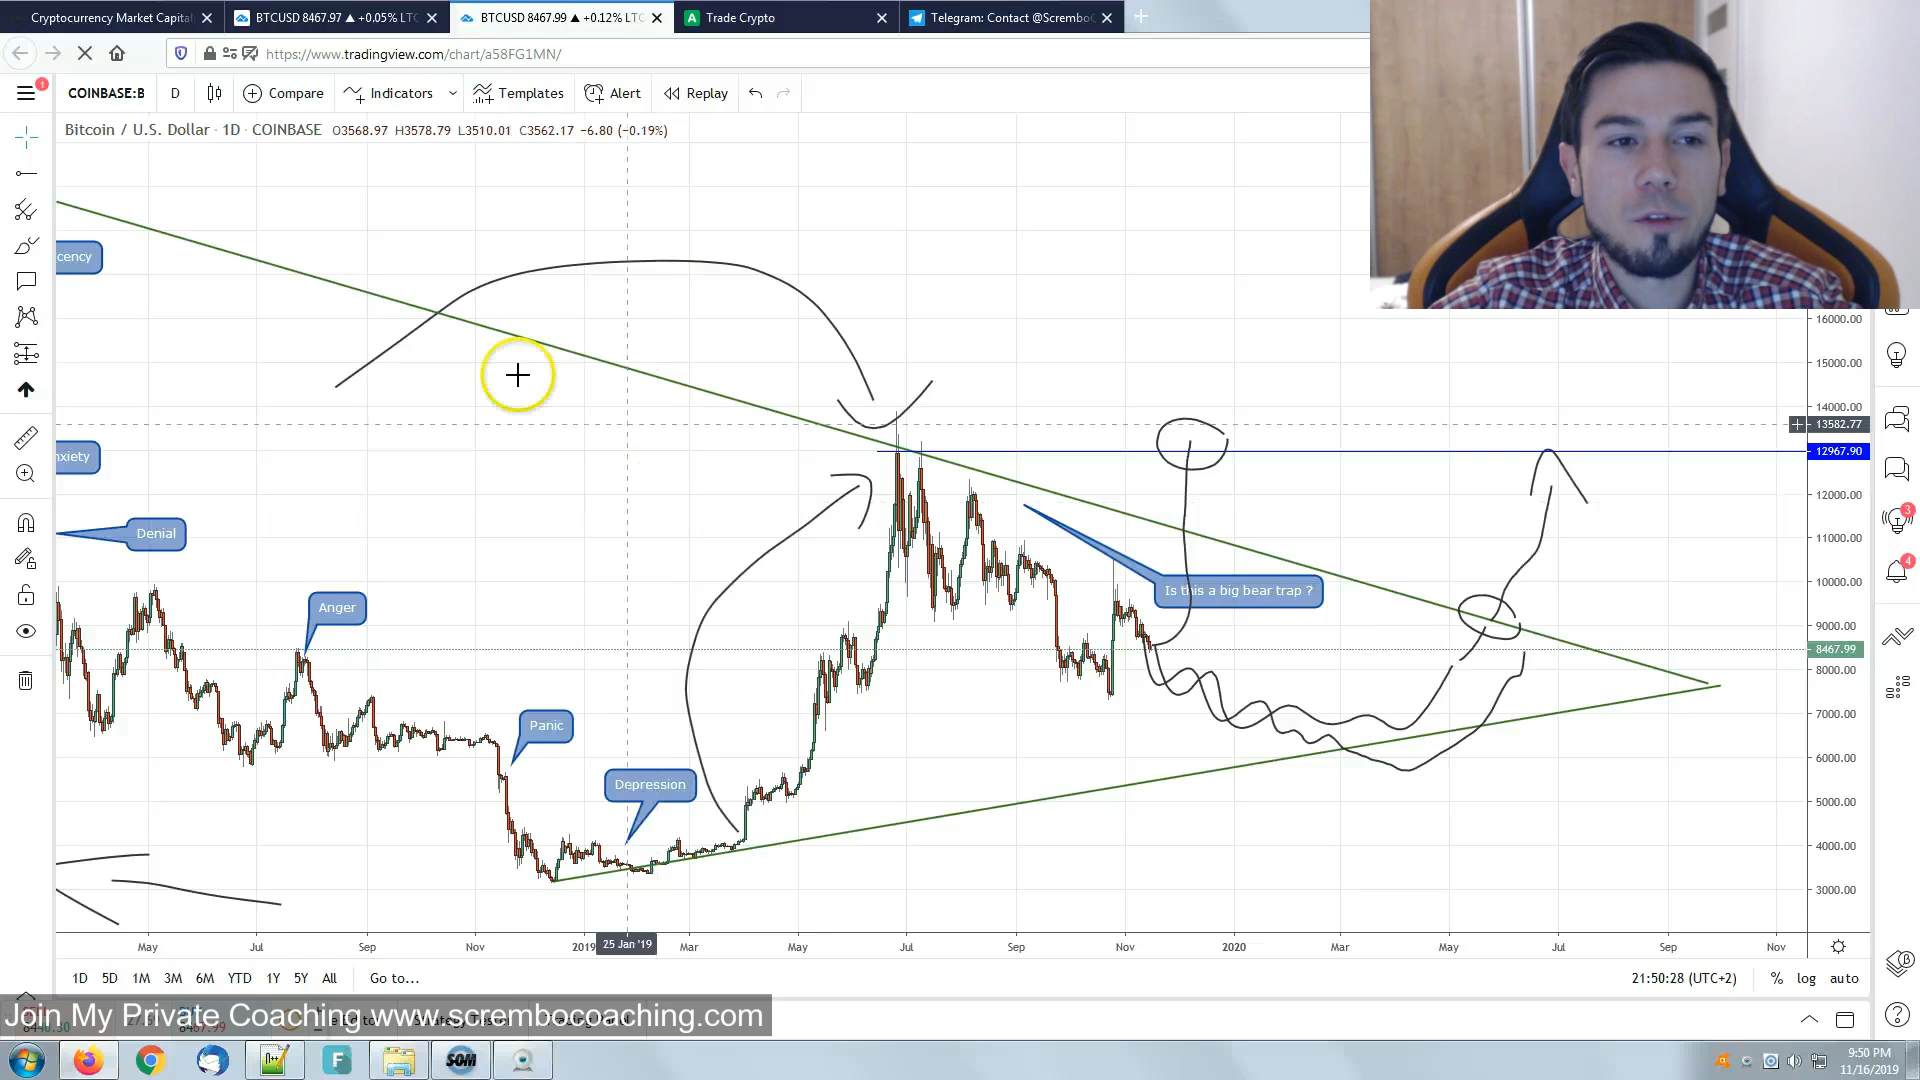 Cryptocurrency Market Capital
BTCUSD 8467.97 ▲ +0.05% LTC
BTCUSD 8467.99 ▲ +0.12% LTC
Trade Crypto
Telegram: Contact @Scrembo
https://www.tradingview.com/chart/a58FG1MN/
1
COINBASE:B
D
Compare
Indicators
Templates
Alert
Replay
Bitcoin / U.S. Dollar · 1D · COINBASE O3568.97 H3578.79 L3510.01 C3562.17 −6.80 (−0.19%)
cency
nxiety
Denial
Anger
Panic
Depression
Is this a big bear trap ?
16000.00
15000.00
14000.00
13582.77
12967.90
12000.00
11000.00
10000.00
9000.00
8467.99
8000.00
7000.00
6000.00
5000.00
4000.00
3000.00
3
4
May
Jul
Sep
Nov
2019
25 Jan '19
Mar
May
Jul
Sep
Nov
2020
Mar
May
Jul
Sep
Nov
1D 5D 1M 3M 6M YTD 1Y 5Y All Go to...
21:50:28 (UTC+2) % log auto
Join My Private Coaching www.scrembocoaching.com
F
SOM
9:50 PM
11/16/2019